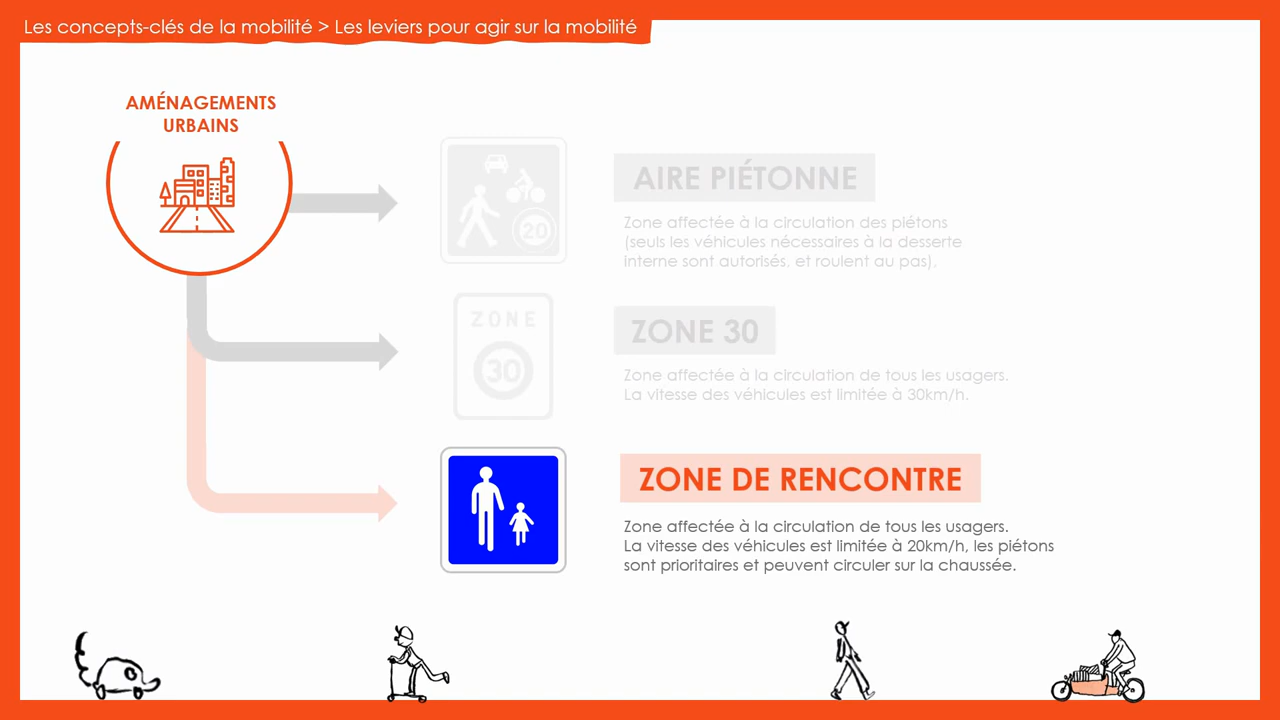 Les concepts-clés de la mobilité > Les leviers pour agir sur la mobilité
AMÉNAGEMENTS
URBAINS
20
AIRE PIÉTONNE
Zone affectée à la circulation des piétons
(seuls les véhicules nécessaires à la desserte
interne sont autorisés, et roulent au pas).
ZONE
30
ZONE 30
Zone affectée à la circulation de tous les usagers.
La vitesse des véhicules est limitée à 30km/h.
ZONE DE RENCONTRE
Zone affectée à la circulation de tous les usagers.
La vitesse des véhicules est limitée à 20km/h, les piétons
sont prioritaires et peuvent circuler sur la chaussée.